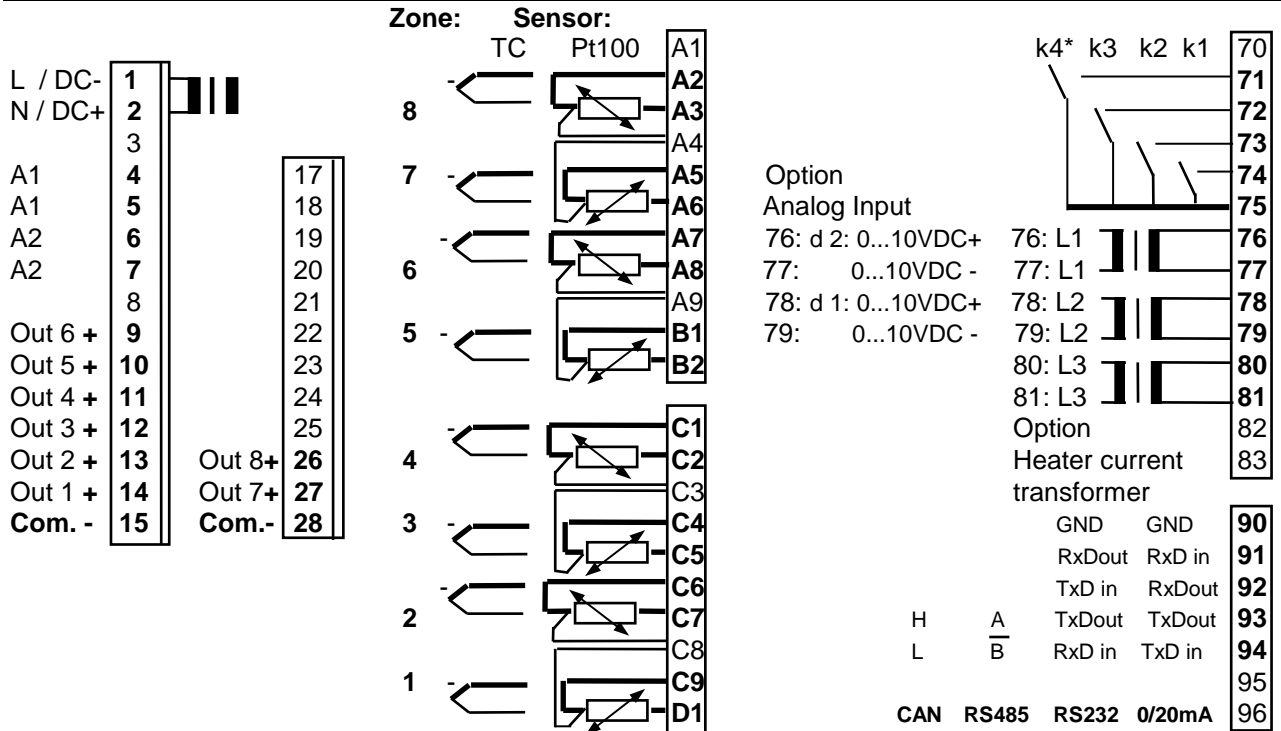 Zone: Sensor:
TC Pt100 A1
L / DC- 1
N / DC+ 2
3
A1 4
A1 5
A2 6
A2 7
8
Out 6 + 9
Out 5 + 10
Out 4 + 11
Out 3 + 12
Out 2 + 13
Out 1 + 14
Com. - 15
17
18
19
20
21
22
23
24
25
Out 8+ 26
Out 7+ 27
Com.- 28
- A2
8 A3
A4
7 - A5
A6
- A7
6 A8
A9
5 - B1
B2
- C1
4 C2
C3
3 - C4
C5
- C6
2 C7
C8
1 - C9
D1
k4* k3 k2 k1 70
71
72
73
74
75
Option
Analog Input
76: d 2: 0...10VDC+
77: 0...10VDC -
78: d 1: 0...10VDC+
79: 0...10VDC -
76: L1 76
77: L1 77
78: L2 78
79: L2 79
80: L3 80
81: L3 81
Option 82
Heater current 83
transformer
GND GND 90
RxDout RxD in 91
TxD in RxDout 92
H A TxDout TxDout 93
L B RxD in TxD in 94
95
CAN RS485 RS232 0/20mA 96